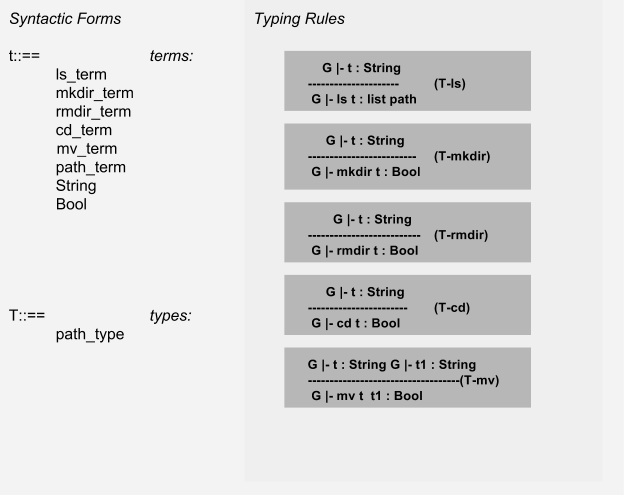 Syntactic Forms
t::== terms:
ls_term
mkdir_term
rmdir_term
cd_term
mv_term
path_term
String
Bool
T::== types:
path_type
Typing Rules
G |- t : String
--------------------- (T-ls)
G |- ls t : list path
G |- t : String
------------------------- (T-mkdir)
G |- mkdir t : Bool
G |- t : String
-------------------------- (T-rmdir)
G |- rmdir t : Bool
G |- t : String
----------------------- (T-cd)
G |- cd t : Bool
G |- t : String G |- t1 : String
-----------------------------------(T-mv)
G |- mv t  t1 : Bool